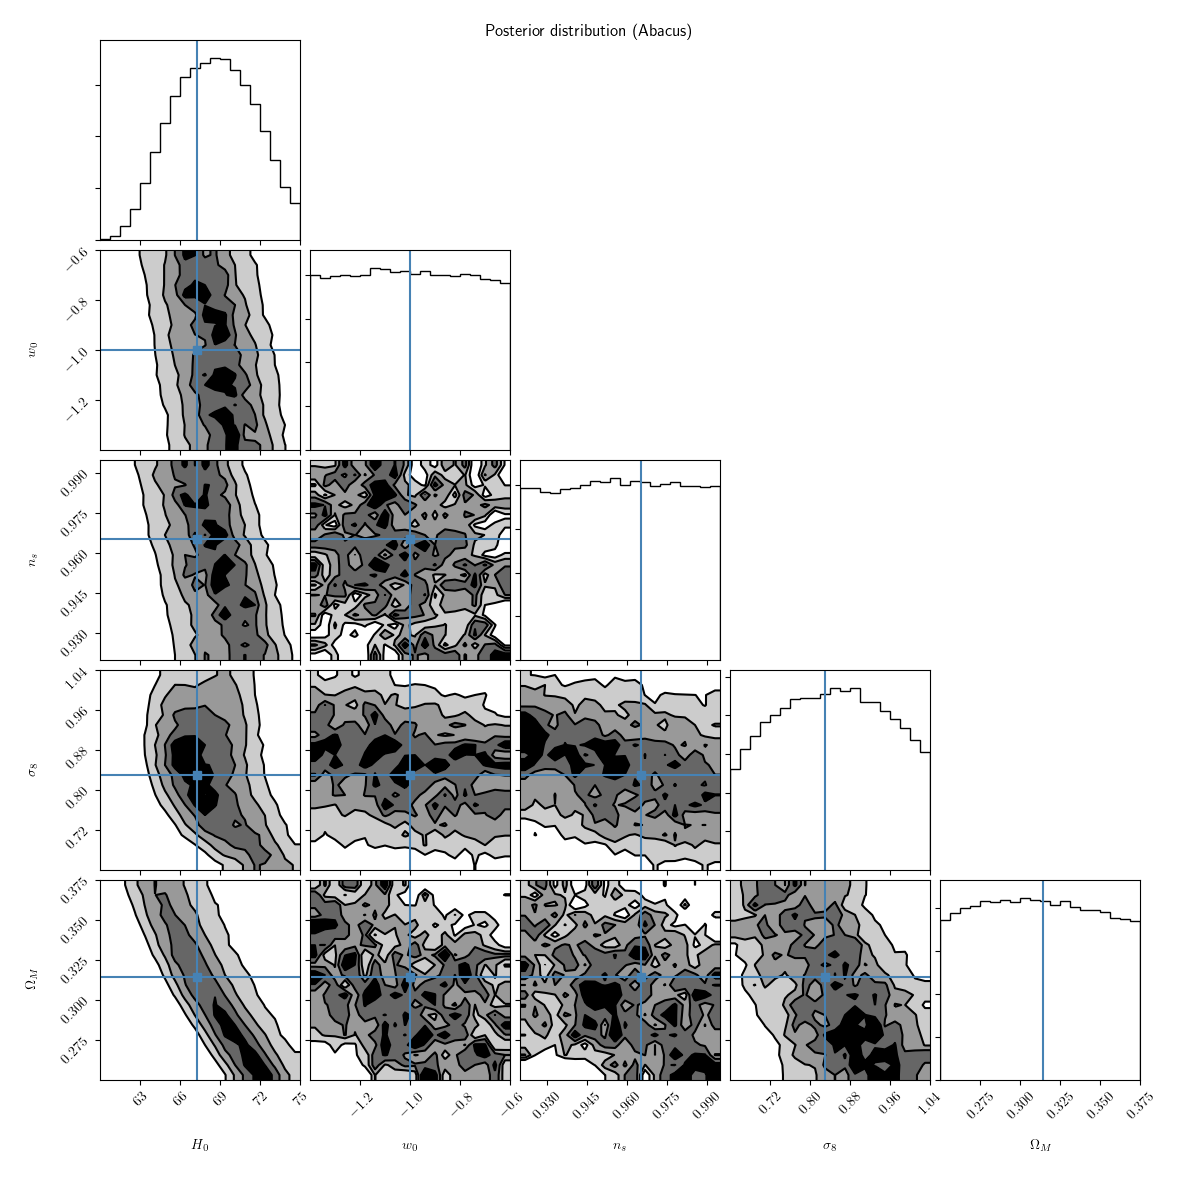 Posterior distribution (Abacus)
−0.6
−0.8
−1.0
−1.2
w₀
0.990
0.975
0.960
0.945
0.930
nₛ
1.04
0.96
0.88
0.80
0.72
σ₈
0.375
0.350
0.325
0.300
0.275
Ω_M
63 66 69 72 75
−1.2 −1.0 −0.8 −0.6
0.930 0.945 0.960 0.975 0.990
0.72 0.80 0.88 0.96 1.04
0.275 0.300 0.325 0.350 0.375
H₀ w₀ nₛ σ₈ Ω_M